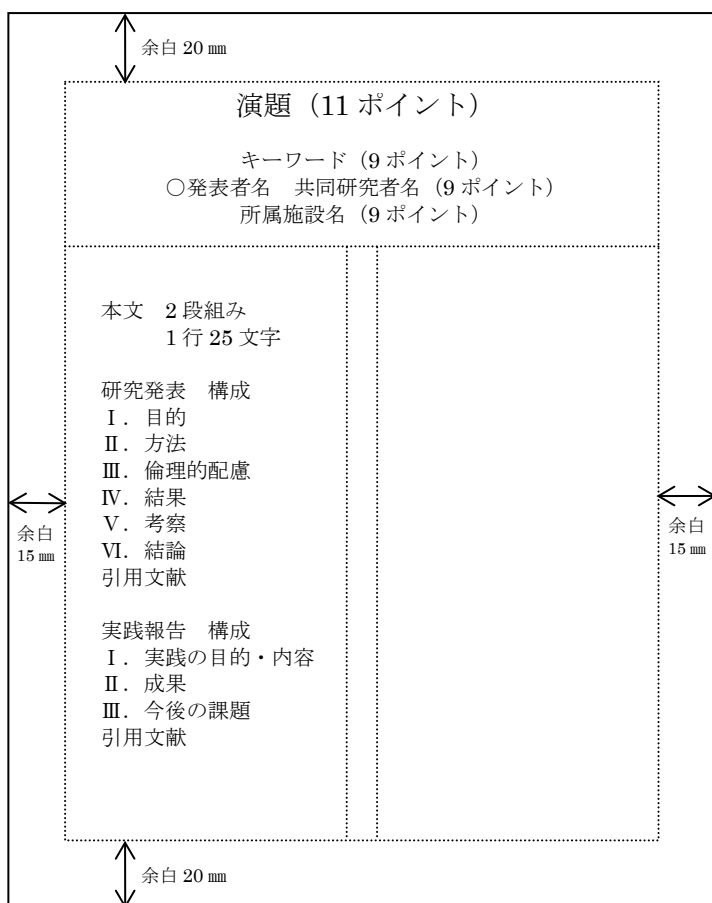 余白 20 ㎜
演題（11 ポイント）
キーワード（9 ポイント）
○発表者名　共同研究者名（9 ポイント）
所属施設名（9 ポイント）
本文　2 段組み
1 行 25 文字
研究発表　構成
Ⅰ．目的
Ⅱ．方法
Ⅲ．倫理的配慮
Ⅳ．結果
Ⅴ．考察
Ⅵ．結論
引用文献
実践報告　構成
Ⅰ．実践の目的・内容
Ⅱ．成果
Ⅲ．今後の課題
引用文献
余白
15 ㎜
余白
15 ㎜
余白 20 ㎜